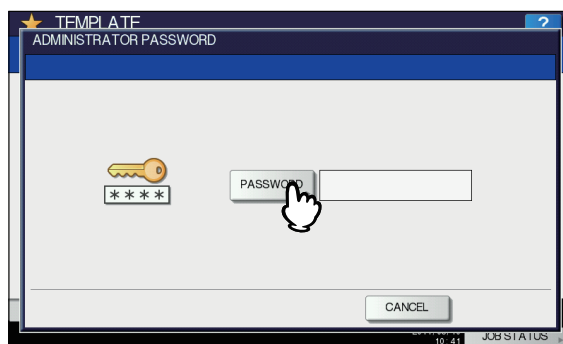 TEMPLATE
?
ADMINISTRATOR PASSWORD
****
PASSWORD
CANCEL
10:41
JOB STATUS